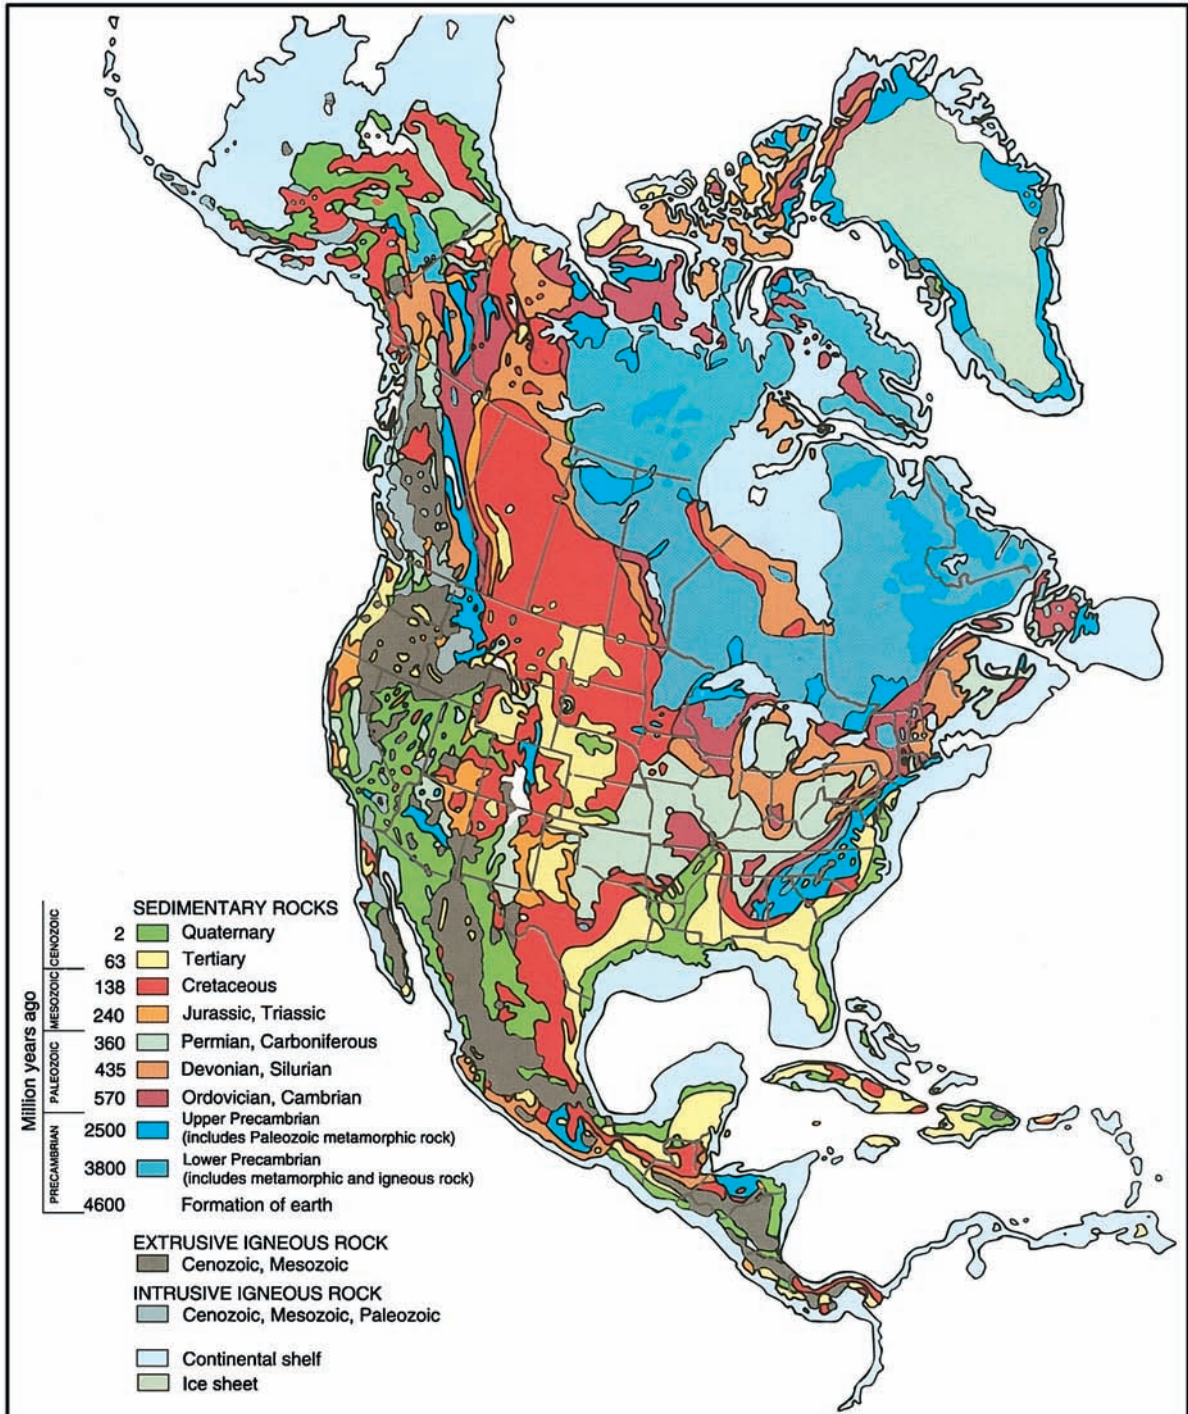 SEDIMENTARY ROCKS
2 Quaternary
63 Tertiary
138 Cretaceous
240 Jurassic, Triassic
360 Permian, Carboniferous
435 Devonian, Silurian
570 Ordovician, Cambrian
2500 Upper Precambrian
(includes Paleozoic metamorphic rock)
3800 Lower Precambrian
(includes metamorphic and igneous rock)
4600 Formation of earth
Million years ago
CENOZOIC
MESOZOIC
PALEOZOIC
PRECAMBRIAN
EXTRUSIVE IGNEOUS ROCK
Cenozoic, Mesozoic
INTRUSIVE IGNEOUS ROCK
Cenozoic, Mesozoic, Paleozoic
Continental shelf
Ice sheet